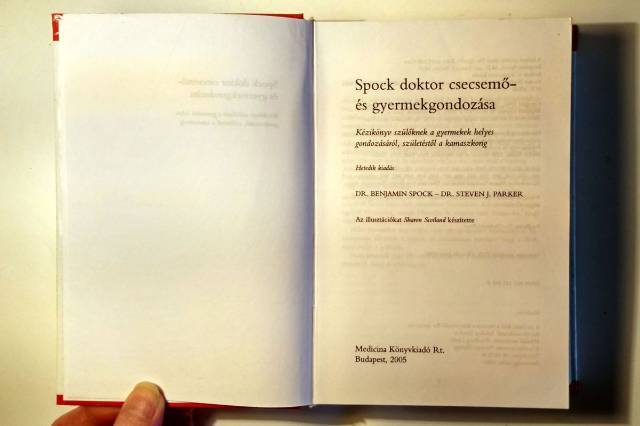 Spock doktor csecsemő-
és gyermekgondozása
Kézikönyv szülőknek a gyermekek helyes
gondozásáról, születéstől a kamaszkorig
Hetedik kiadás
DR. BENJAMIN SPOCK – DR. STEVEN J. PARKER
Az illusztrációkat Sharon Scotland készítette
Medicina Könyvkiadó Rt.
Budapest, 2005